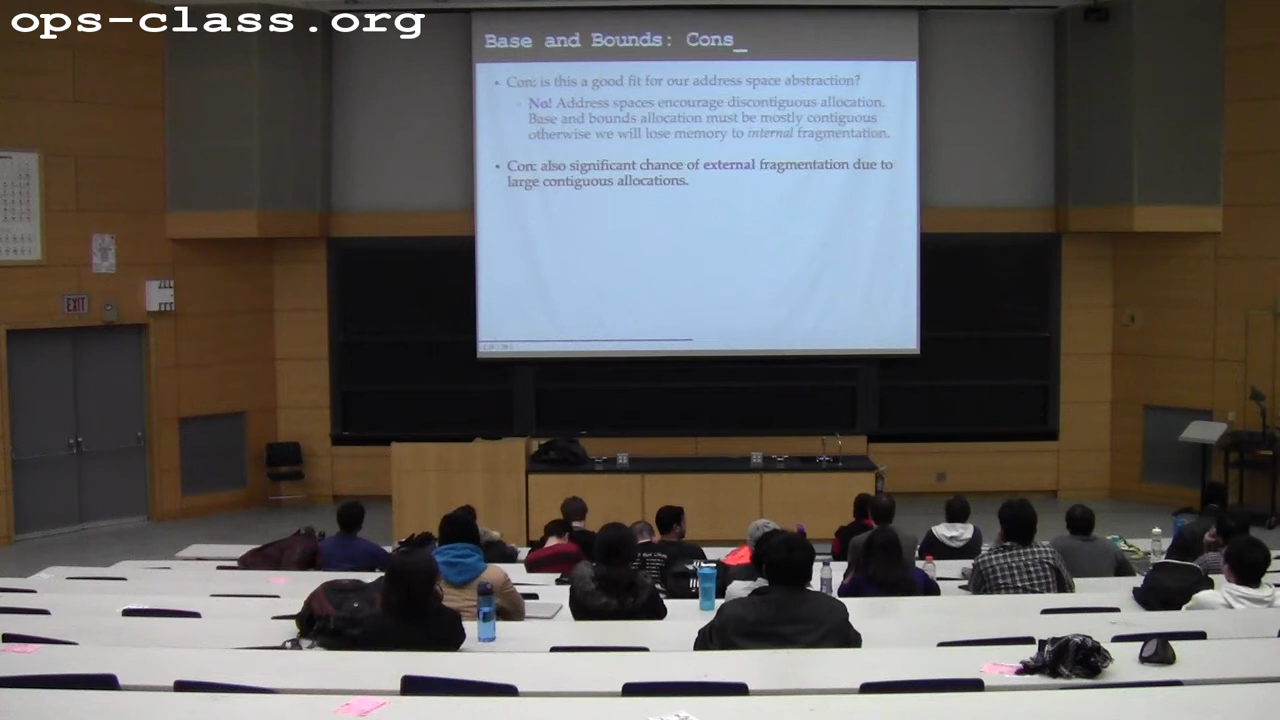 ops-class.org
Base and Bounds: Cons_
• Con: is this a good fit for our address space abstraction?
No! Address spaces encourage discontiguous allocation.
Base and bounds allocation must be mostly contiguous
otherwise we will lose memory to internal fragmentation.
• Con: also significant chance of external fragmentation due to
large contiguous allocations.
EXIT